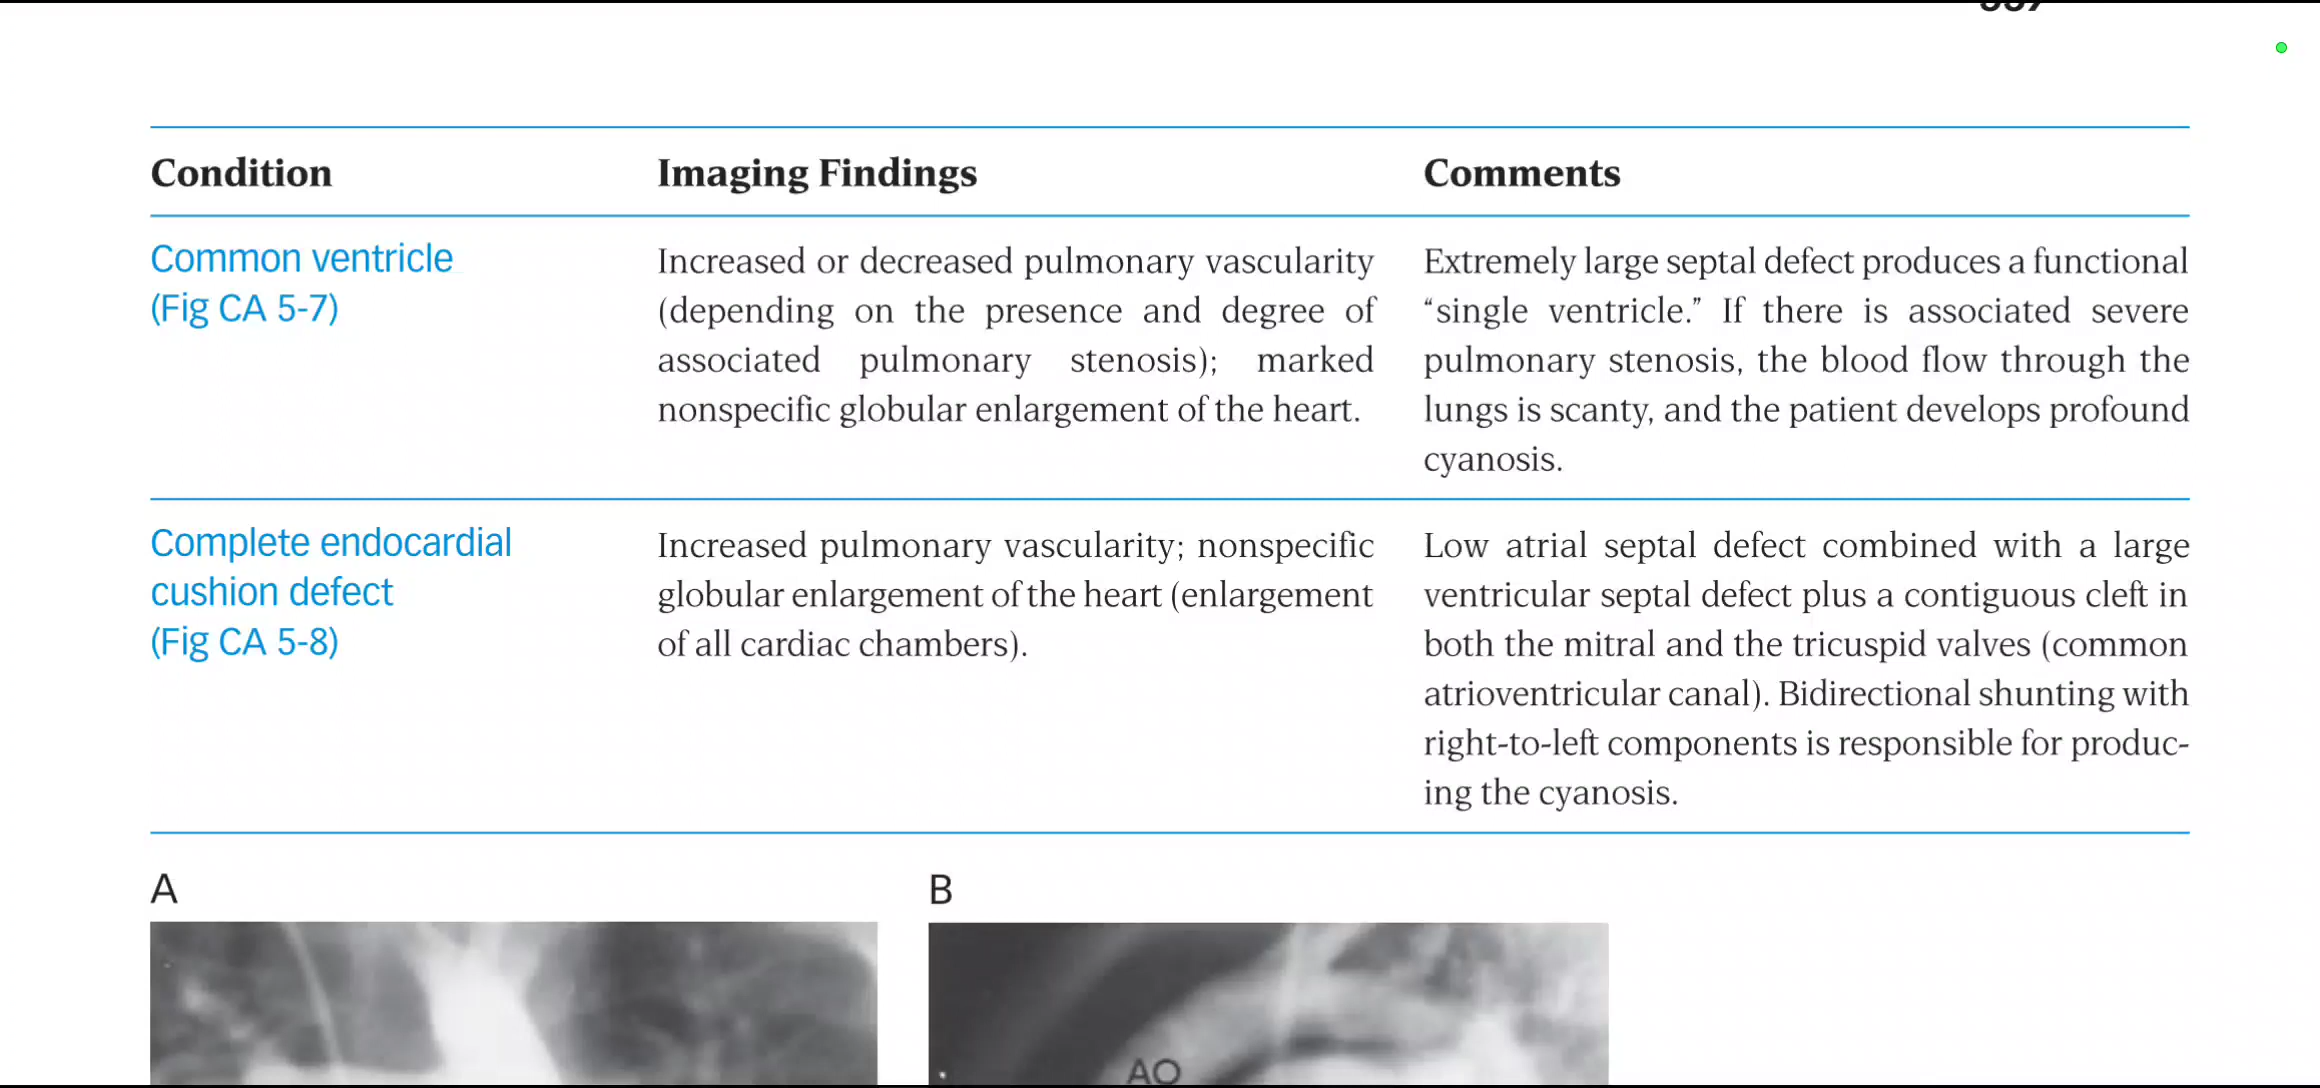 Condition Imaging Findings Comments
Common ventricle
(Fig CA 5-7)
Increased or decreased pulmonary vascularity
(depending on the presence and degree of
associated pulmonary stenosis); marked
nonspecific globular enlargement of the heart.
Extremely large septal defect produces a functional
“single ventricle.” If there is associated severe
pulmonary stenosis, the blood flow through the
lungs is scanty, and the patient develops profound
cyanosis.
Complete endocardial
cushion defect
(Fig CA 5-8)
Increased pulmonary vascularity; nonspecific
globular enlargement of the heart (enlargement
of all cardiac chambers).
Low atrial septal defect combined with a large
ventricular septal defect plus a contiguous cleft in
both the mitral and the tricuspid valves (common
atrioventricular canal). Bidirectional shunting with
right-to-left components is responsible for produc-
ing the cyanosis.
A
B
AO